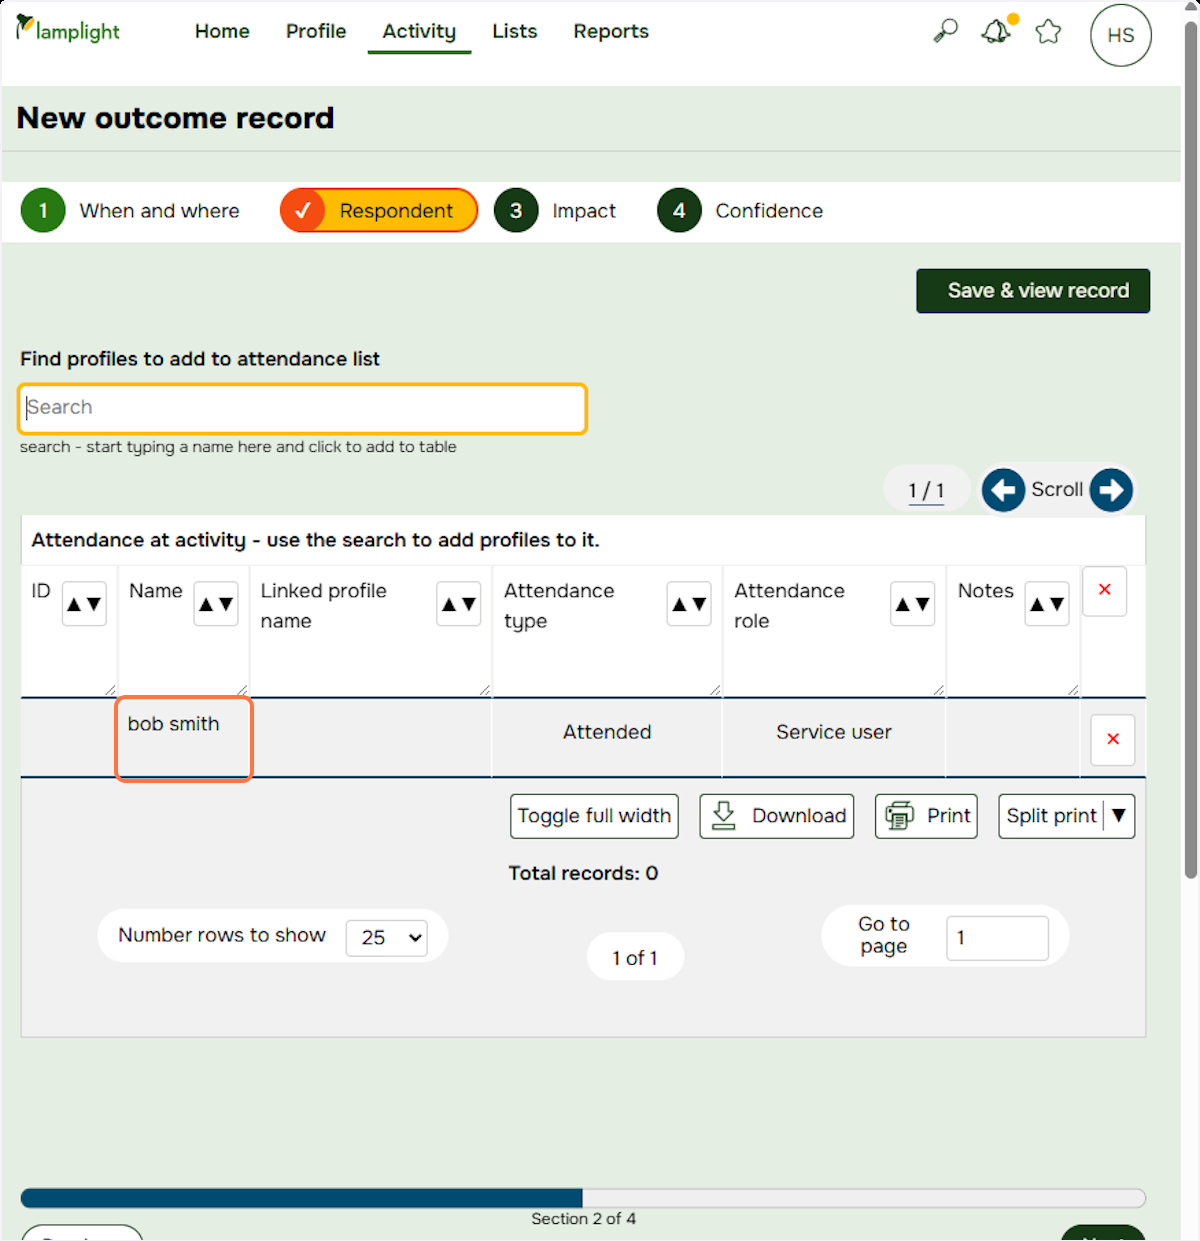 lamplight Home Profile Activity Lists Reports HS
New outcome record
1 When and where Respondent 3 Impact 4 Confidence
Save & view record
Find profiles to add to attendance list
Search
search - start typing a name here and click to add to table
1 / 1 Scroll
Attendance at activity - use the search to add profiles to it.
ID ▲▼ Name ▲▼ Linked profile ▲▼ Attendance ▲▼ Attendance ▲▼ Notes ▲▼ ×
name type role
bob smith Attended Service user ×
Toggle full width Download Print Split print ▼
Total records: 0
Number rows to show 25 1 of 1 Go to page 1
Section 2 of 4